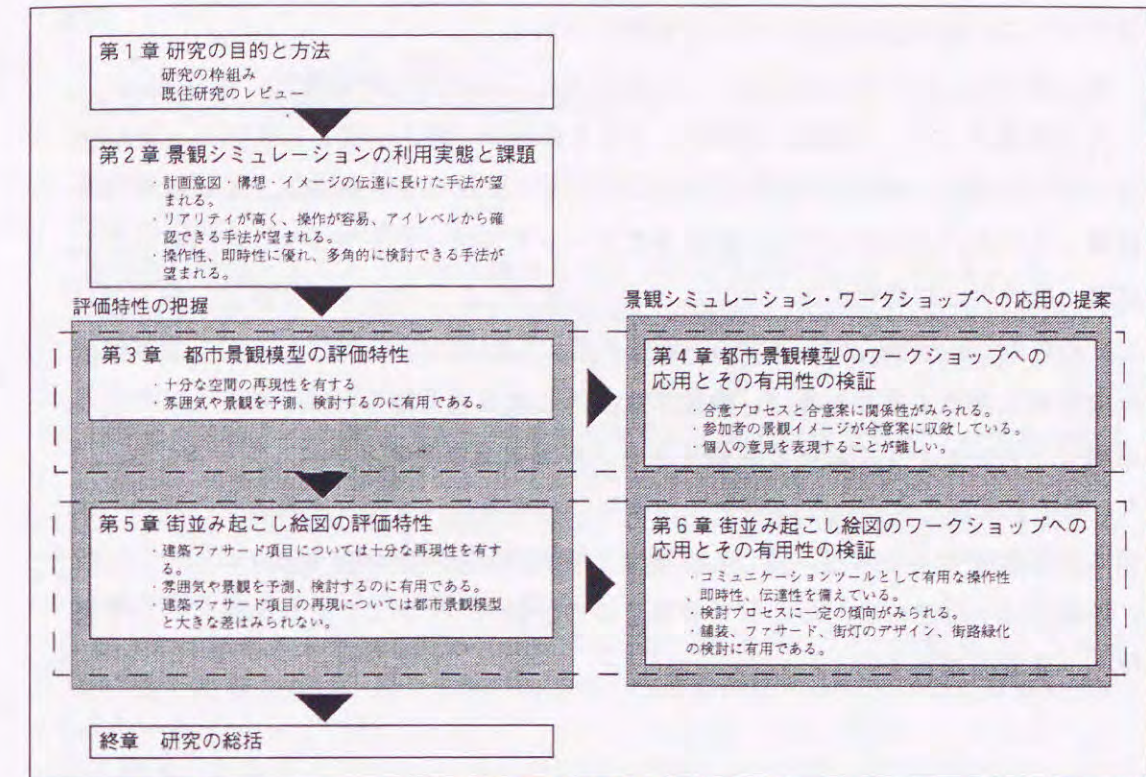 第1章 研究の目的と方法
研究の枠組み
既往研究のレビュー
第2章 景観シミュレーションの利用実態と課題
・計画意図・構想・イメージの伝達に長けた手法が望
まれる。
・リアリティが高く、操作が容易、アイレベルから確
認できる手法が望まれる。
・操作性、即時性に優れ、多角的に検討できる手法が
望まれる。
評価特性の把握
第3章 都市景観模型の評価特性
・十分な空間の再現性を有する
・雰囲気や景観を予測、検討するのに有用である。
景観シミュレーション・ワークショップへの応用の提案
第4章 都市景観模型のワークショップへの
応用とその有用性の検証
・合意プロセスと合意案に関係性がみられる。
・参加者の景観イメージが合意案に収斂している。
・個人の意見を表現することが難しい。
第5章 街並み起こし絵図の評価特性
・建築ファサード項目については十分な再現性を有す
る。
・雰囲気や景観を予測、検討するのに有用である。
・建築ファサード項目の再現については都市景観模型
と大きな差はみられない。
第6章 街並み起こし絵図のワークショップへの
応用とその有用性の検証
・コミュニケーションツールとして有用な操作性
、即時性、伝達性を備えている。
・検討プロセスに一定の傾向がみられる。
・舗装、ファサード、街灯のデザイン、街路緑化
の検討に有用である。
終章 研究の総括